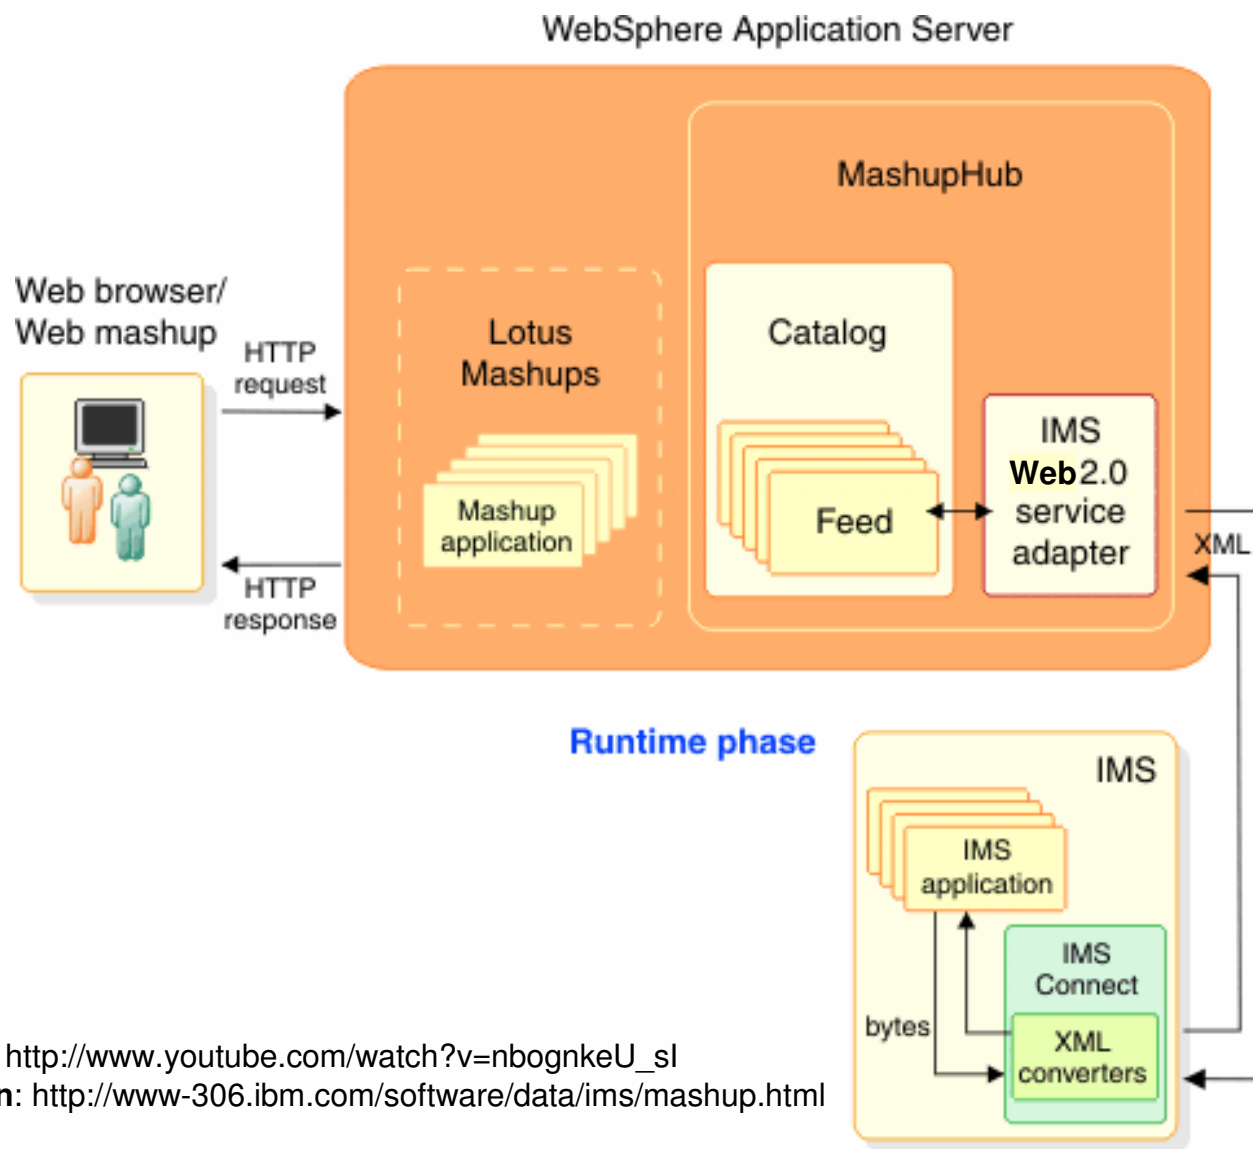 WebSphere Application Server
MashupHub
Web browser/
Web mashup
HTTP
request
HTTP
response
Lotus
Mashups
Mashup
application
Catalog
Feed
IMS
Web 2.0
service
adapter
XML
Runtime phase
IMS
IMS
application
IMS
Connect
bytes
XML
converters
http://www.youtube.com/watch?v=nbognkeU_sI
n: http://www-306.ibm.com/software/data/ims/mashup.html